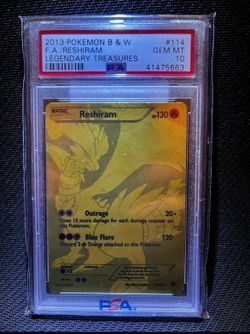 2013 POKEMON B & W #114
F.A./RESHIRAM GEM MT
LEGENDARY TREASURES 10
PSA 41475663
BASIC
Reshiram HP130
Outrage 20+
Does 10 more damage for each damage counter on
this Pokémon.
Blue Flare 120
Discard 2 Energy attached to this Pokémon.
PSA